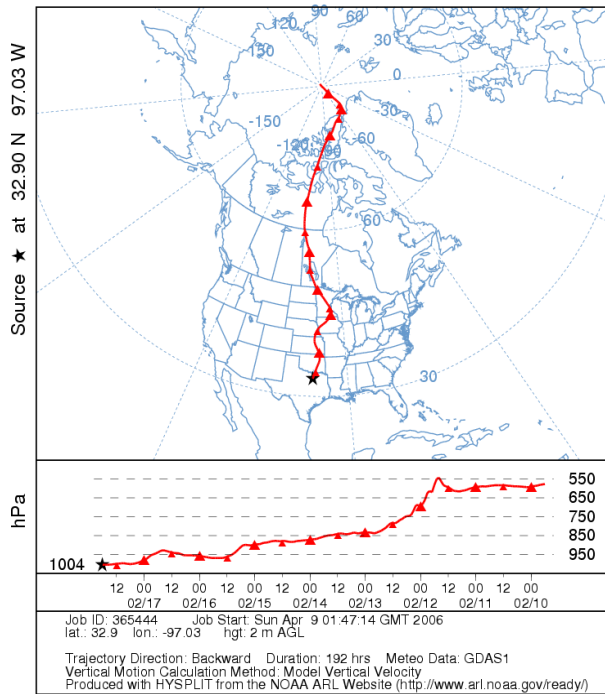 Source ★ at 32.90 N 97.03 W
90
60
120
150
30
0
-30
-150
-120
-90
-60
60
30
hPa
550
650
750
850
950
1004
12 00 12 00 12 00 12 00 12 00 12 00 12 00 12 00
02/17 02/16 02/15 02/14 02/13 02/12 02/11 02/10
Job ID: 365444 Job Start: Sun Apr 9 01:47:14 GMT 2006
lat.: 32.9 lon.: -97.03 hgt: 2 m AGL
Trajectory Direction: Backward Duration: 192 hrs Meteo Data: GDAS1
Vertical Motion Calculation Method: Model Vertical Velocity
Produced with HYSPLIT from the NOAA ARL Website (http://www.arl.noaa.gov/ready/)